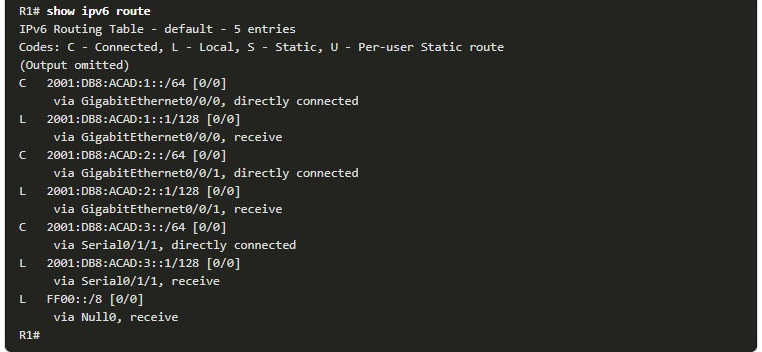 R1# show ipv6 route
IPv6 Routing Table - default - 5 entries
Codes: C - Connected, L - Local, S - Static, U - Per-user Static route
(Output omitted)
C   2001:DB8:ACAD:1::/64 [0/0]
     via GigabitEthernet0/0/0, directly connected
L   2001:DB8:ACAD:1::1/128 [0/0]
     via GigabitEthernet0/0/0, receive
C   2001:DB8:ACAD:2::/64 [0/0]
     via GigabitEthernet0/0/1, directly connected
L   2001:DB8:ACAD:2::1/128 [0/0]
     via GigabitEthernet0/0/1, receive
C   2001:DB8:ACAD:3::/64 [0/0]
     via Serial0/1/1, directly connected
L   2001:DB8:ACAD:3::1/128 [0/0]
     via Serial0/1/1, receive
L   FF00::/8 [0/0]
     via Null0, receive
R1#